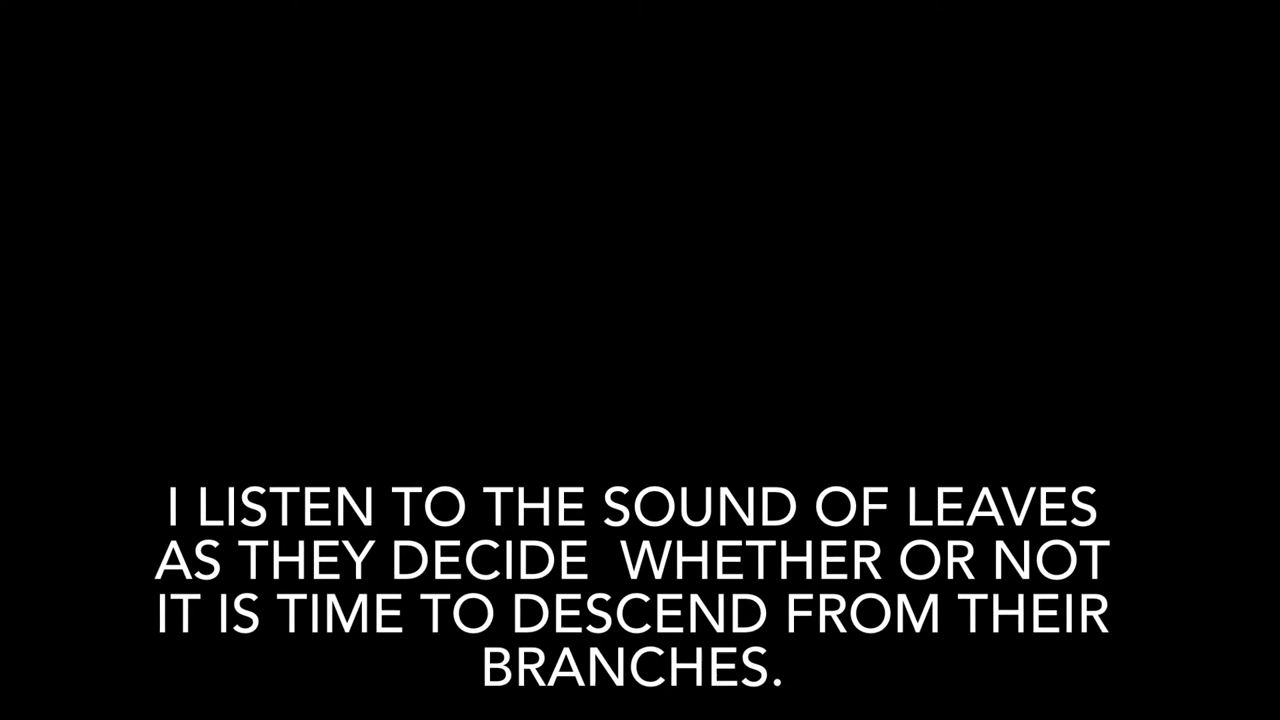 I LISTEN TO THE SOUND OF LEAVES
AS THEY DECIDE  WHETHER OR NOT
IT IS TIME TO DESCEND FROM THEIR
BRANCHES.